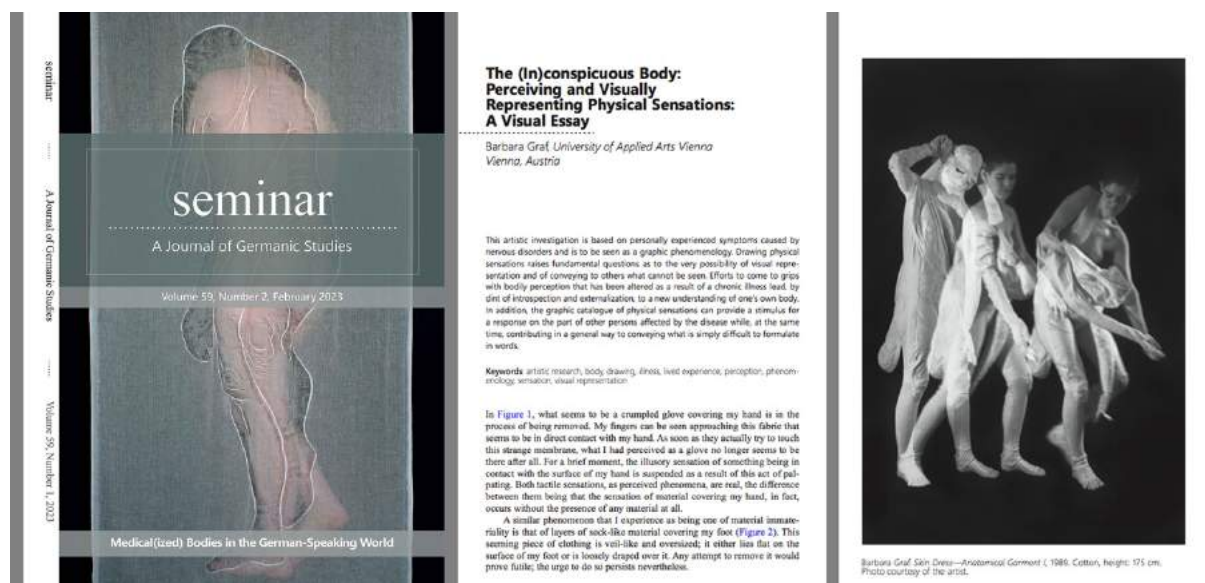 seminar
A Journal of Germanic Studies
Volume 59, Number 1, 2023
seminar
A Journal of Germanic Studies
Volume 59, Number 2, February 2023
Medical(ized) Bodies in the German-Speaking World
The (In)conspicuous Body:
Perceiving and Visually
Representing Physical Sensations:
A Visual Essay
Barbara Graf, University of Applied Arts Vienna
Vienna, Austria
This artistic investigation is based on personally experienced symptoms caused by
nervous disorders and is to be seen as a graphic phenomenology. Drawing physical
sensations raises fundamental questions as to the very possibility of visual repre-
sentation and of conveying to others what cannot be seen. Efforts to come to grips
with bodily perception that has been altered as a result of a chronic illness lead, by
dint of introspection and externalization, to a new understanding of one's own body.
In addition, the graphic catalogue of physical sensations can provide a stimulus for
a response on the part of other persons affected by the disease while, at the same
time, contributing in a general way to conveying what is simply difficult to formulate
in words.
Keywords artistic research, body, drawing, illness, lived experience, perception, phenom-
enology, sensation, visual representation
In Figure 1, what seems to be a crumpled glove covering my hand is in the
process of being removed. My fingers can be seen approaching this fabric that
seems to be in direct contact with my hand. As soon as they actually try to touch
this strange membrane, what I had perceived as a glove no longer seems to be
there after all. For a brief moment, the illusory sensation of something being in
contact with the surface of my hand is suspended as a result of this act of pal-
pating. Both tactile sensations, as perceived phenomena, are real, the difference
between them being that the sensation of material covering my hand, in fact,
occurs without the presence of any material at all.
A similar phenomenon that I experience as being one of material immate-
riality is that of layers of sock-like material covering my foot (Figure 2). This
seeming piece of clothing is veil-like and oversized; it either lies flat on the
surface of my foot or is loosely draped over it. Any attempt to remove it would
prove futile; the urge to do so persists nevertheless.
Barbara Graf. Skin Dress—Anatomical Garment I, 1989. Cotton, height: 175 cm.
Photo courtesy of the artist.